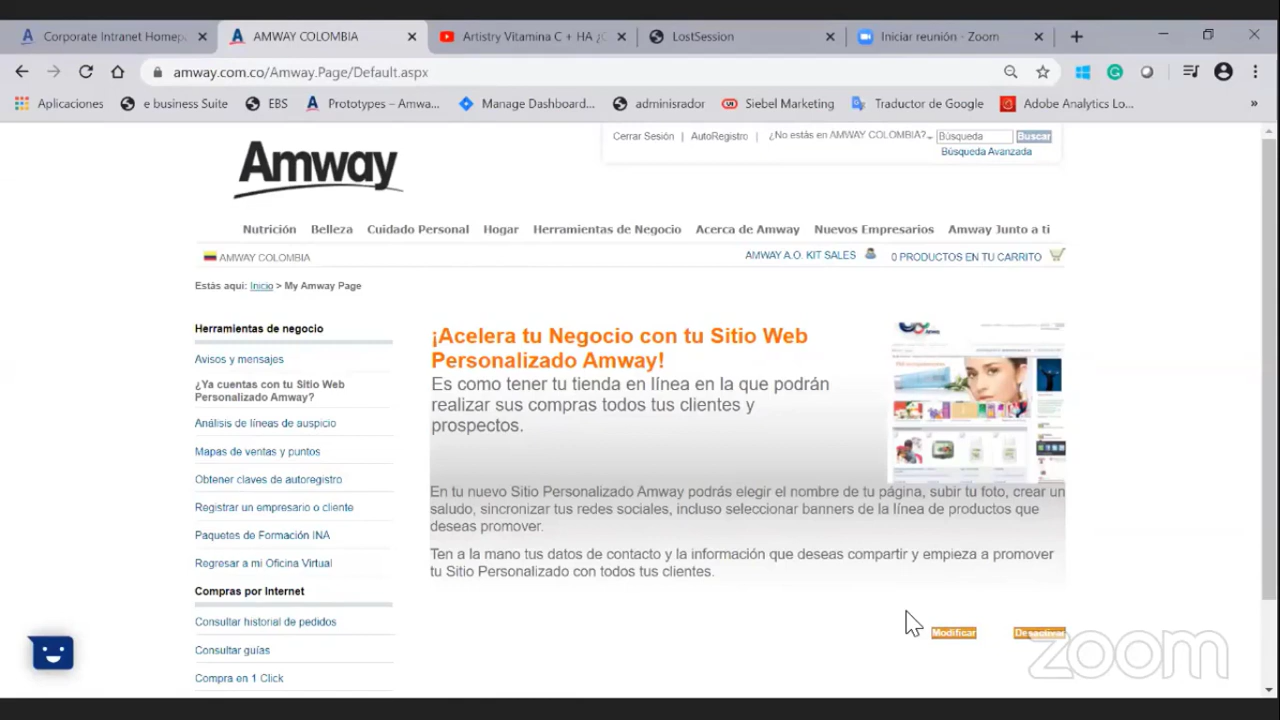 Corporate Intranet Homep
AMWAY COLOMBIA
Artistry Vitamina C + HA ¿C
LostSession
Iniciar reunión - Zoom
amway.com.co/Amway.Page/Default.aspx
Aplicaciones
e business Suite
EBS
Prototypes – Amwa...
Manage Dashboard...
adminisrador
Siebel Marketing
Traductor de Google
Adobe Analytics Lo...
»
Cerrar Sesión | AutoRegistro | ¿No estás en AMWAY COLOMBIA?
Búsqueda
Buscar
Búsqueda Avanzada
Amway
Nutrición Belleza Cuidado Personal Hogar Herramientas de Negocio Acerca de Amway Nuevos Empresarios Amway Junto a ti
AMWAY COLOMBIA
AMWAY A.O. KIT SALES
0 PRODUCTOS EN TU CARRITO
Estás aquí: Inicio > My Amway Page
Herramientas de negocio
Avisos y mensajes
¿Ya cuentas con tu Sitio Web
Personalizado Amway?
Análisis de líneas de auspicio
Mapas de ventas y puntos
Obtener claves de autoregistro
Registrar un empresario o cliente
Paquetes de Formación INA
Regresar a mi Oficina Virtual
Compras por Internet
Consultar historial de pedidos
Consultar guías
Compra en 1 Click
¡Acelera tu Negocio con tu Sitio Web
Personalizado Amway!
Es como tener tu tienda en línea en la que podrán
realizar sus compras todos tus clientes y
prospectos.
En tu nuevo Sitio Personalizado Amway podrás elegir el nombre de tu página, subir tu foto, crear un
saludo, sincronizar tus redes sociales, incluso seleccionar banners de la línea de productos que
deseas promover.
Ten a la mano tus datos de contacto y la información que deseas compartir y empieza a promover
tu Sitio Personalizado con todos tus clientes.
Modificar
Desactivar
zoom